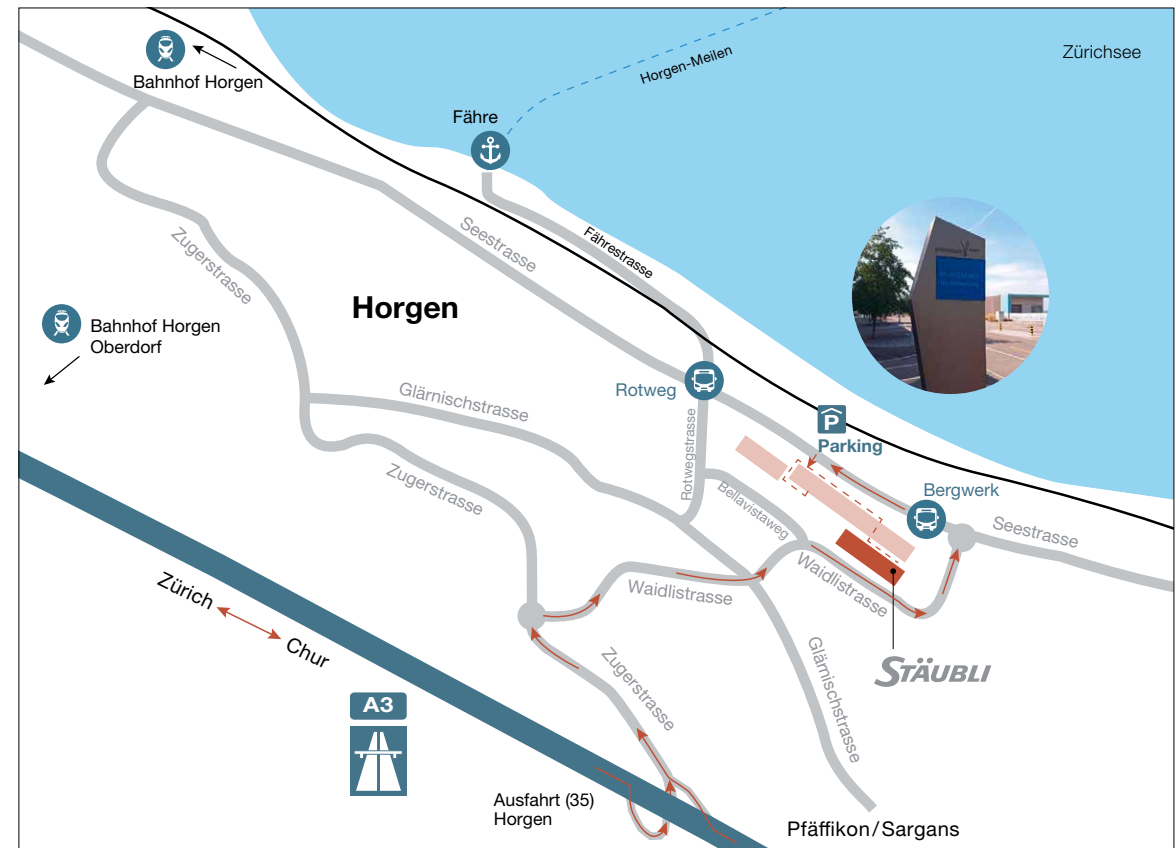 Zürichsee
Bahnhof Horgen
Horgen-Meilen
Fähre
Seestrasse
Fährestrasse
Zugerstrasse
Horgen
Bahnhof Horgen
Oberdorf
Rotweg
Glärnischstrasse
P
Parking
Rotwegstrasse
Zugerstrasse
Bellavistaweg
Bergwerk
Seestrasse
Waidlistrasse
Waidlistrasse
Zürich
Chur
Zugerstrasse
Glärnischstrasse
STÄUBLI
A3
Ausfahrt (35)
Horgen
Pfäffikon/Sargans